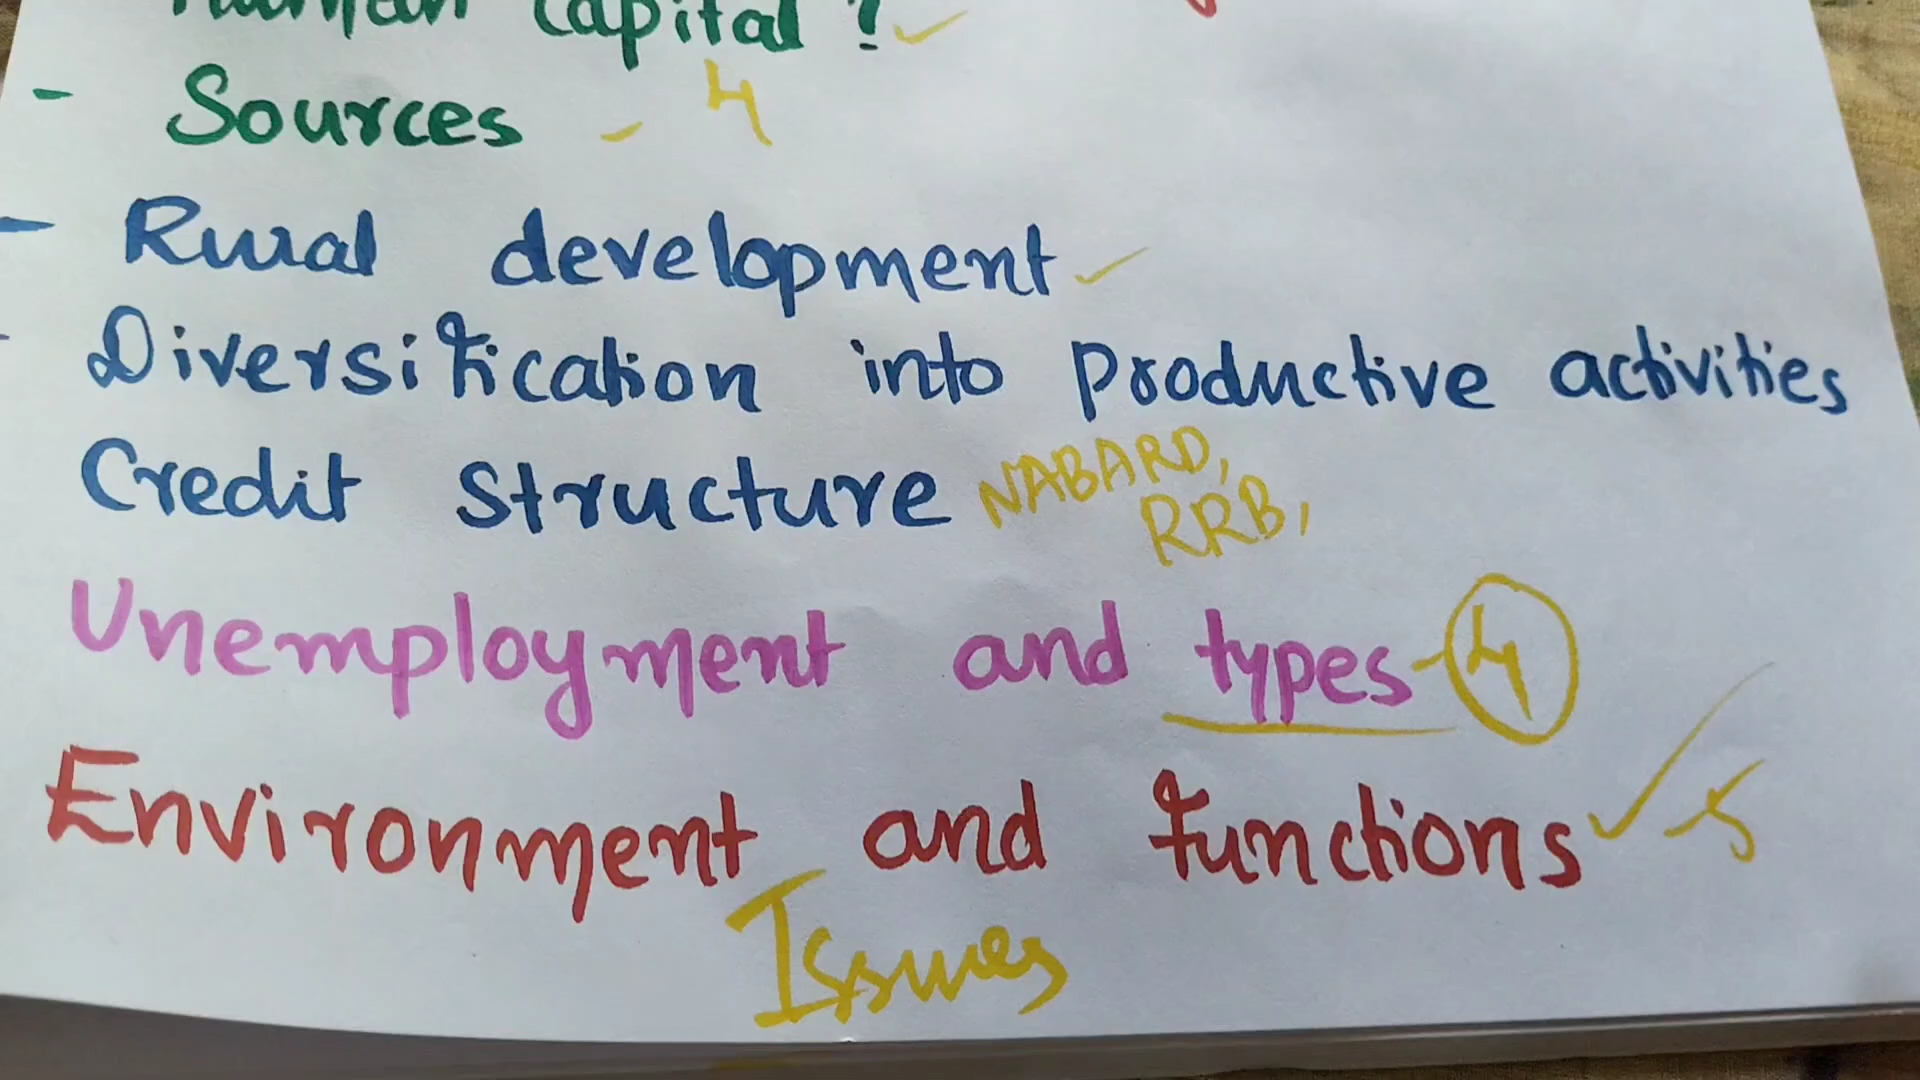 Human Capital ?
- Sources - 4
- Rural development
- Diversification into productive activities
Credit structure NABARD,
RRB,
Unemployment and types - 4
Environment and functions - 5
Issues